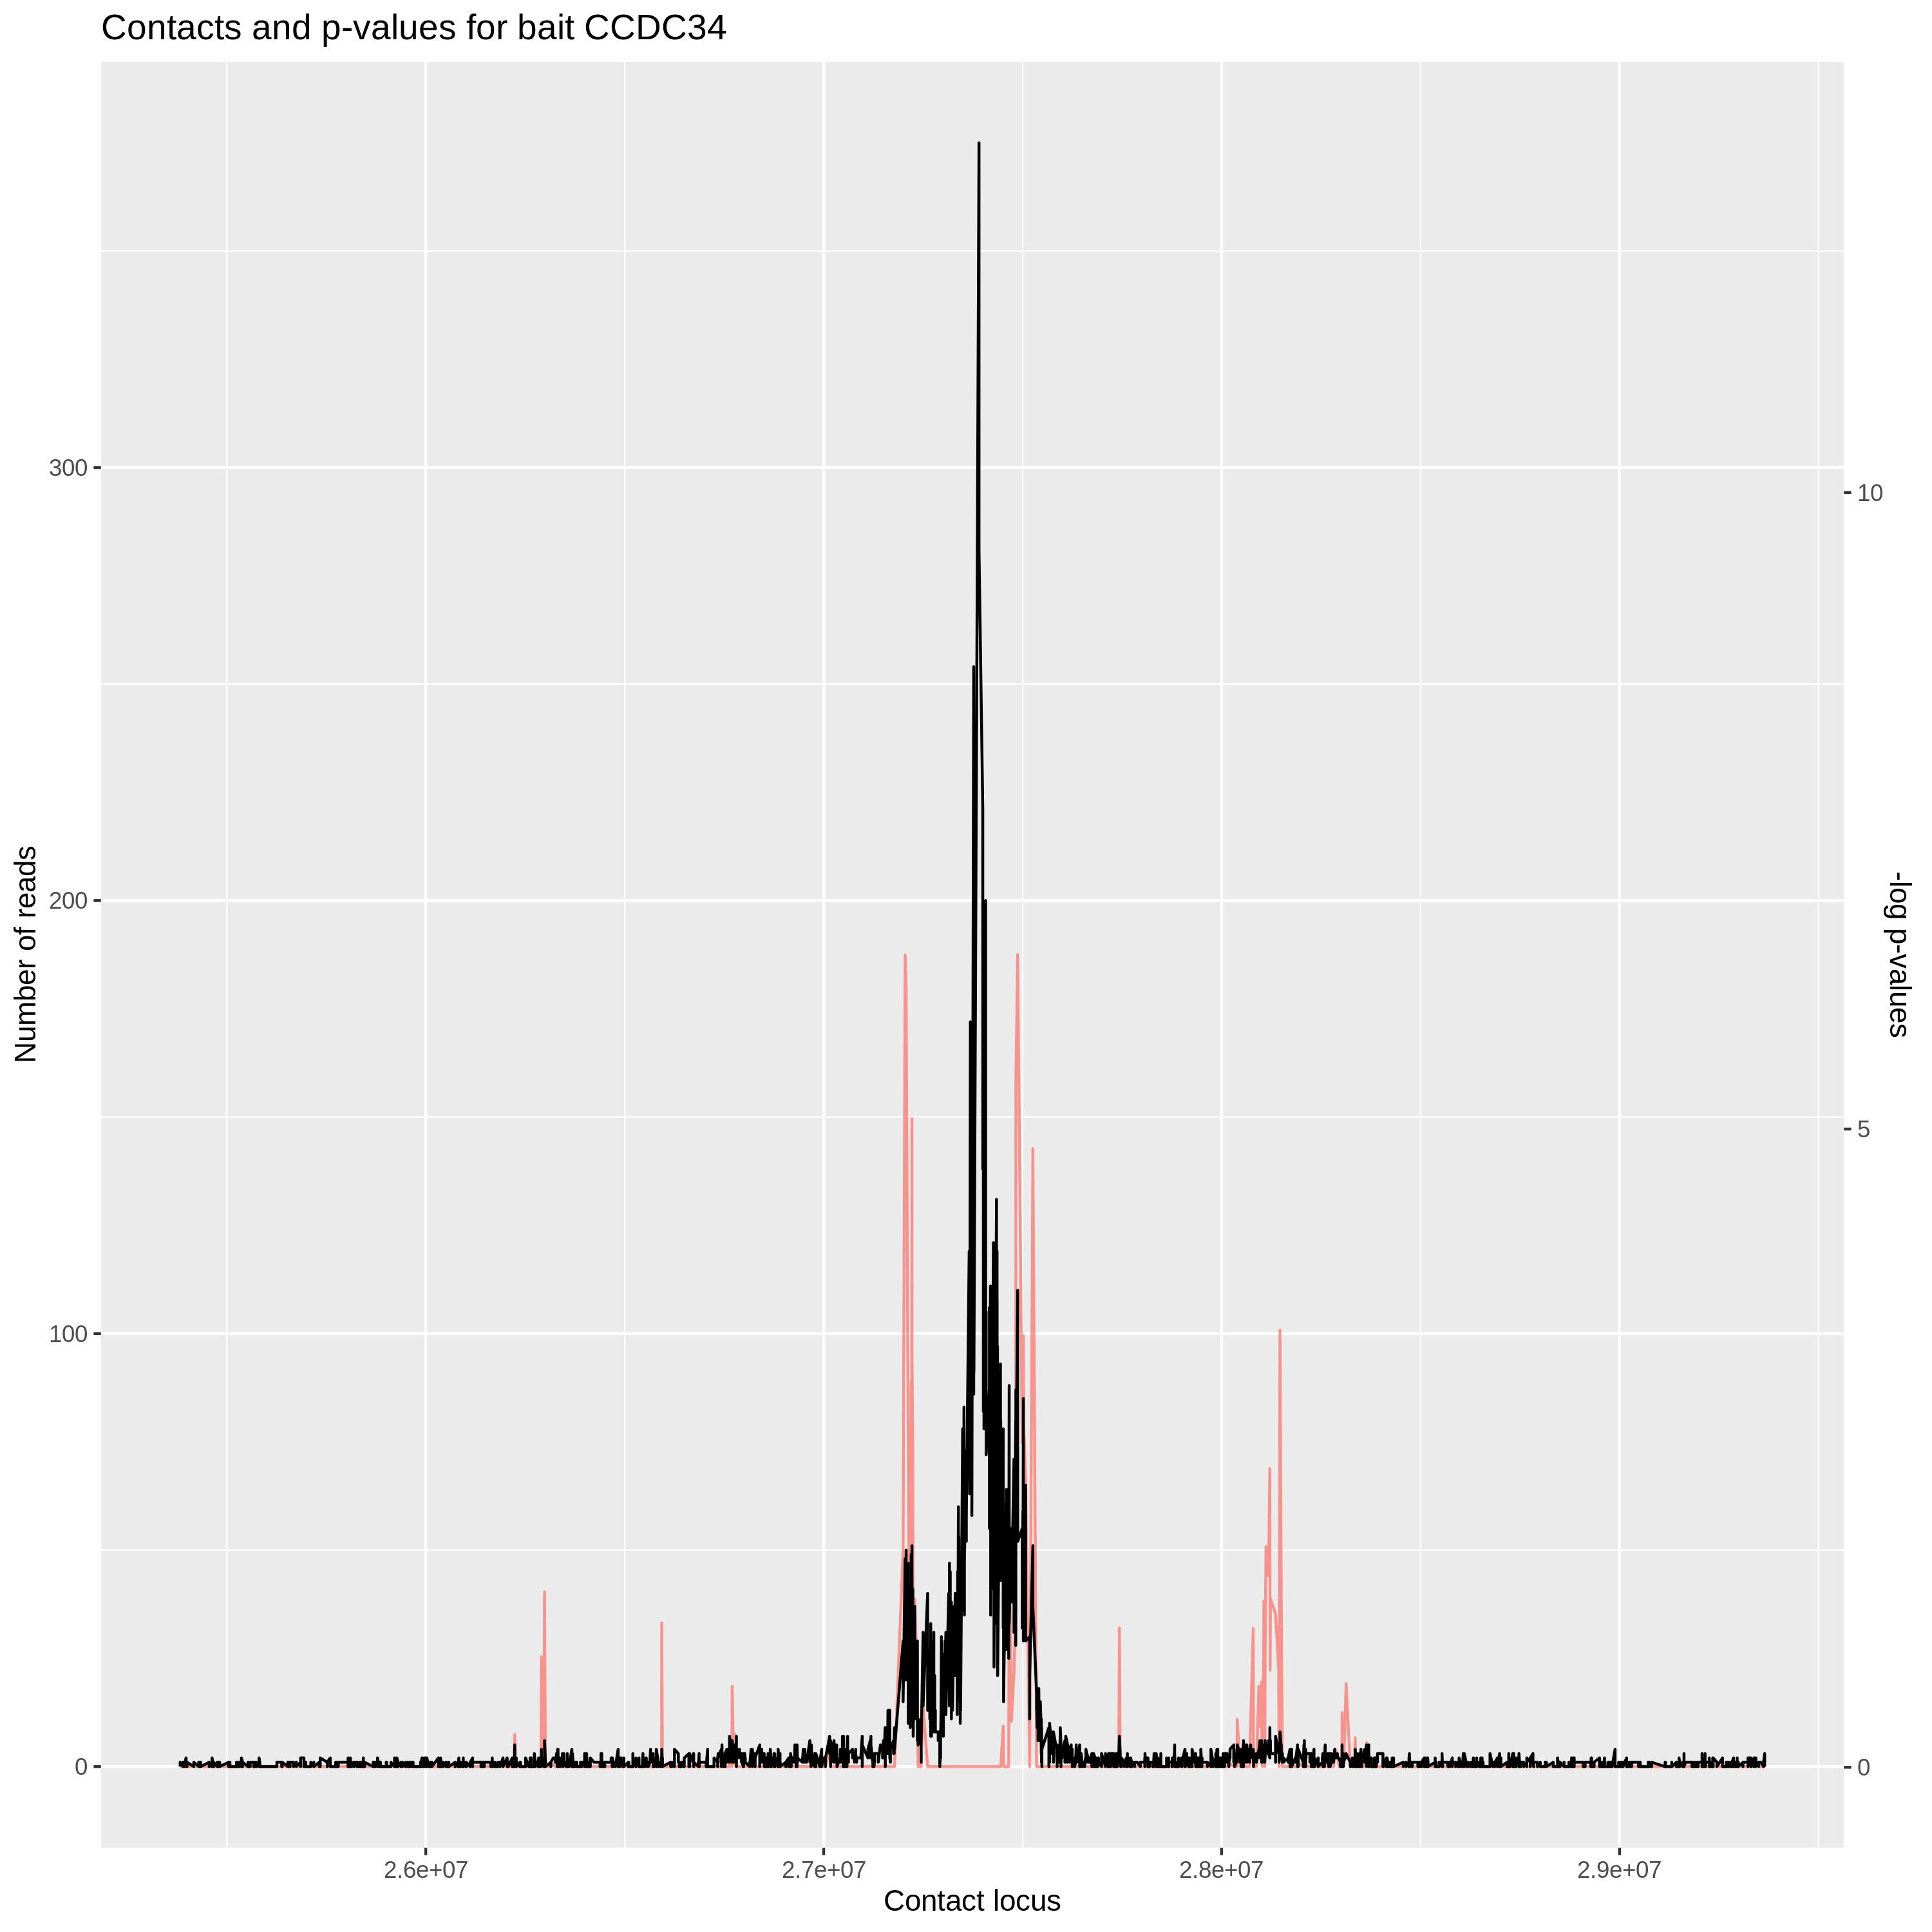 Contacts and p-values for bait CCDC34
300
200
100
0
Number of reads
10
5
0
-log p-values
2.6e+07
2.7e+07
2.8e+07
2.9e+07
Contact locus